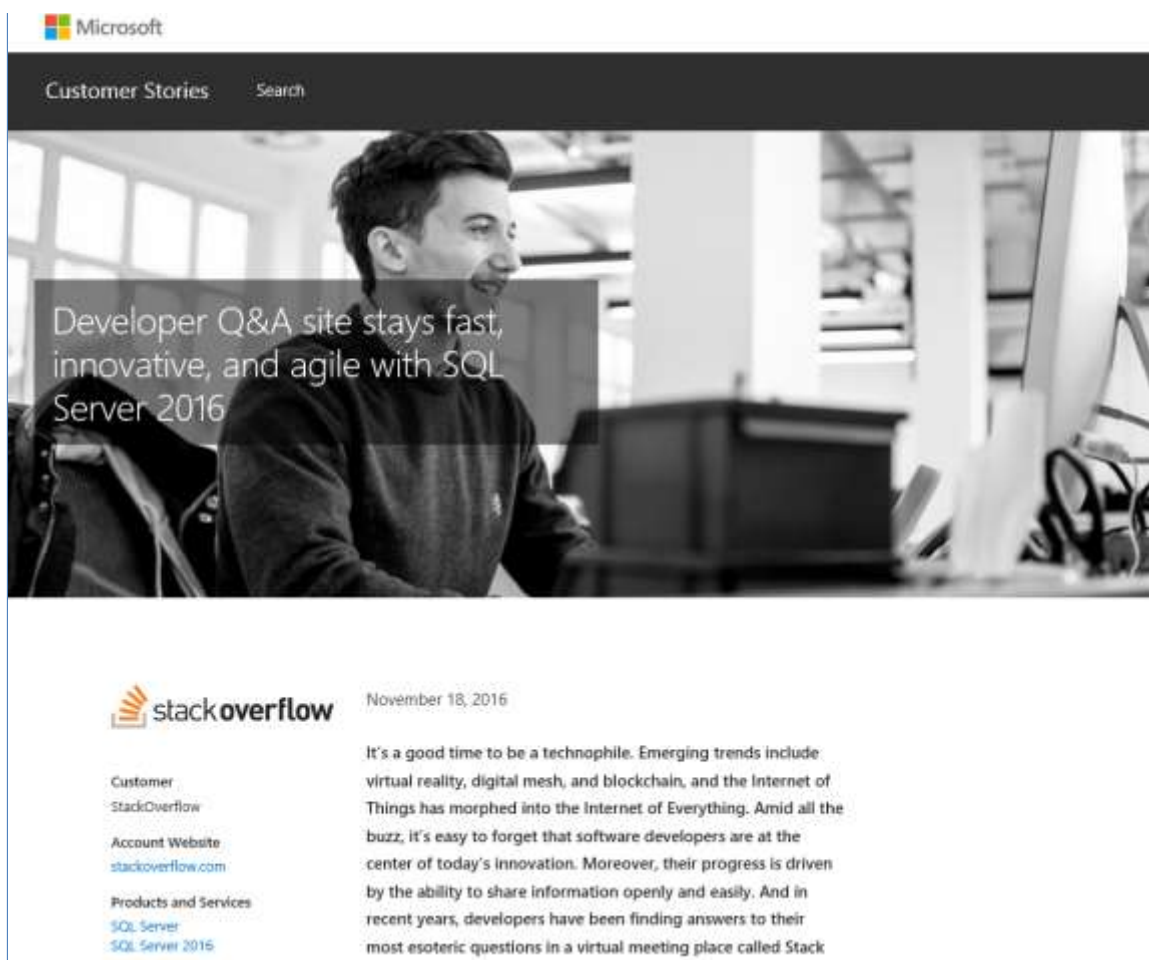 Microsoft
Customer Stories
Search
Developer Q&A site stays fast,
innovative, and agile with SQL
Server 2016
stackoverflow
Customer
StackOverflow
Account Website
stackoverflow.com
Products and Services
SQL Server
SQL Server 2016
November 18, 2016
It's a good time to be a technophile. Emerging trends include
virtual reality, digital mesh, and blockchain, and the Internet of
Things has morphed into the Internet of Everything. Amid all the
buzz, it's easy to forget that software developers are at the
center of today's innovation. Moreover, their progress is driven
by the ability to share information openly and easily. And in
recent years, developers have been finding answers to their
most esoteric questions in a virtual meeting place called Stack